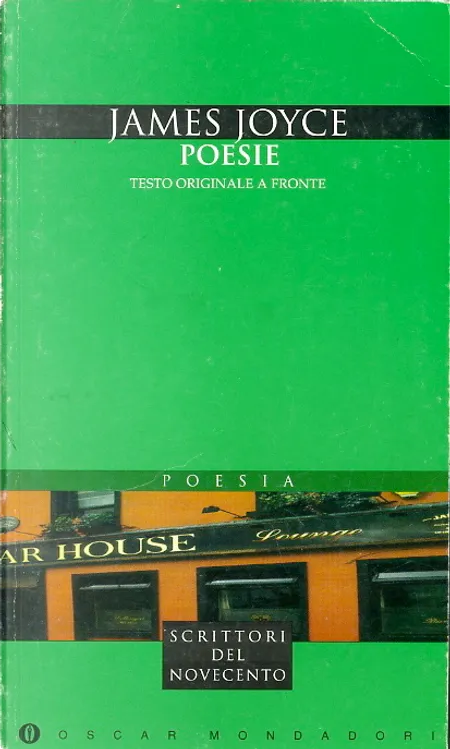 JAMES JOYCE
POESIE
TESTO ORIGINALE A FRONTE
POESIA
AR HOUSE
Lounge
SCRITTORI
DEL
NOVECENTO
OSCAR MONDADORI